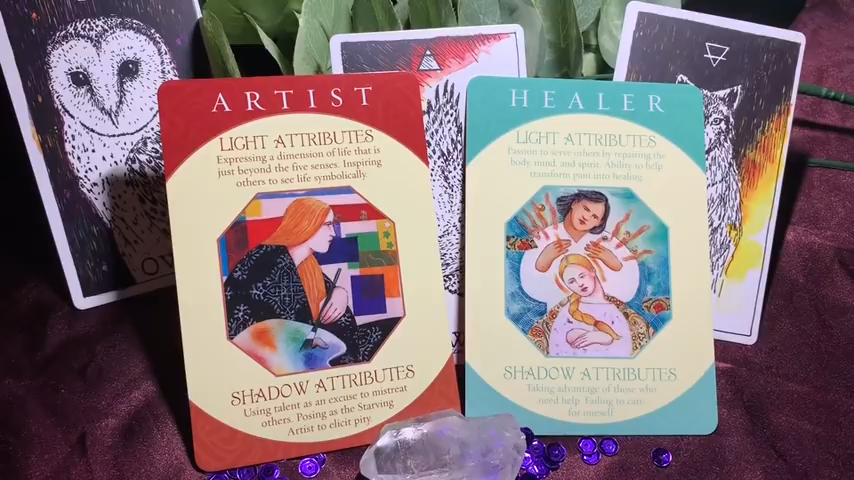 ARTIST
LIGHT ATTRIBUTES
Expressing a dimension of life that is
just beyond the five senses. Inspiring
others to see life symbolically.
SHADOW ATTRIBUTES
Using talent as an excuse to mistreat
others. Posing as the Starving
Artist to elicit pity.
HEALER
LIGHT ATTRIBUTES
Passion to serve others by repairing the
body, mind, and spirit. Ability to help
transform pain into healing.
SHADOW ATTRIBUTES
Taking advantage of those who
need help. Failing to care
for oneself.